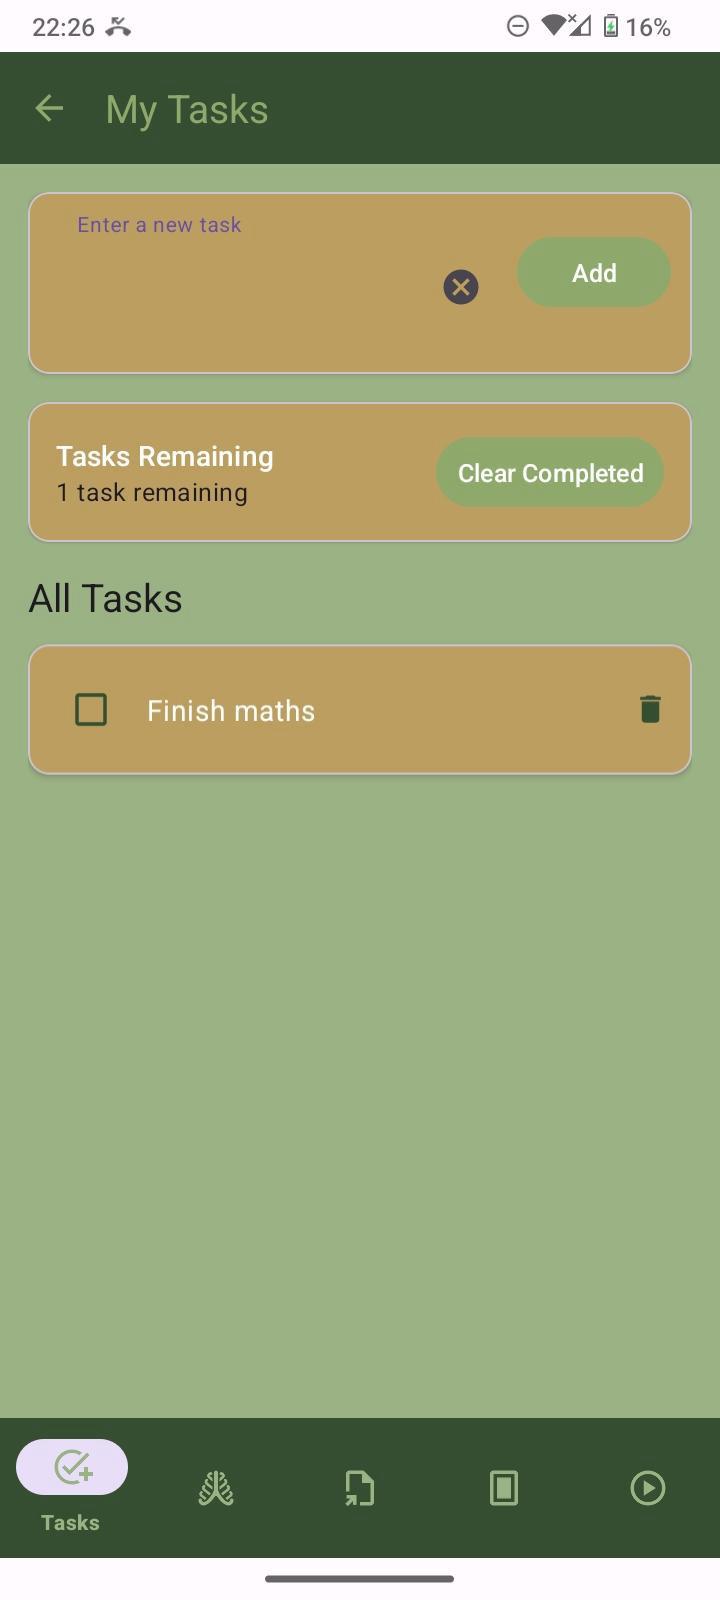 22:26
16%
My Tasks
Enter a new task
Add
Tasks Remaining
1 task remaining
Clear Completed
All Tasks
Finish maths
Tasks